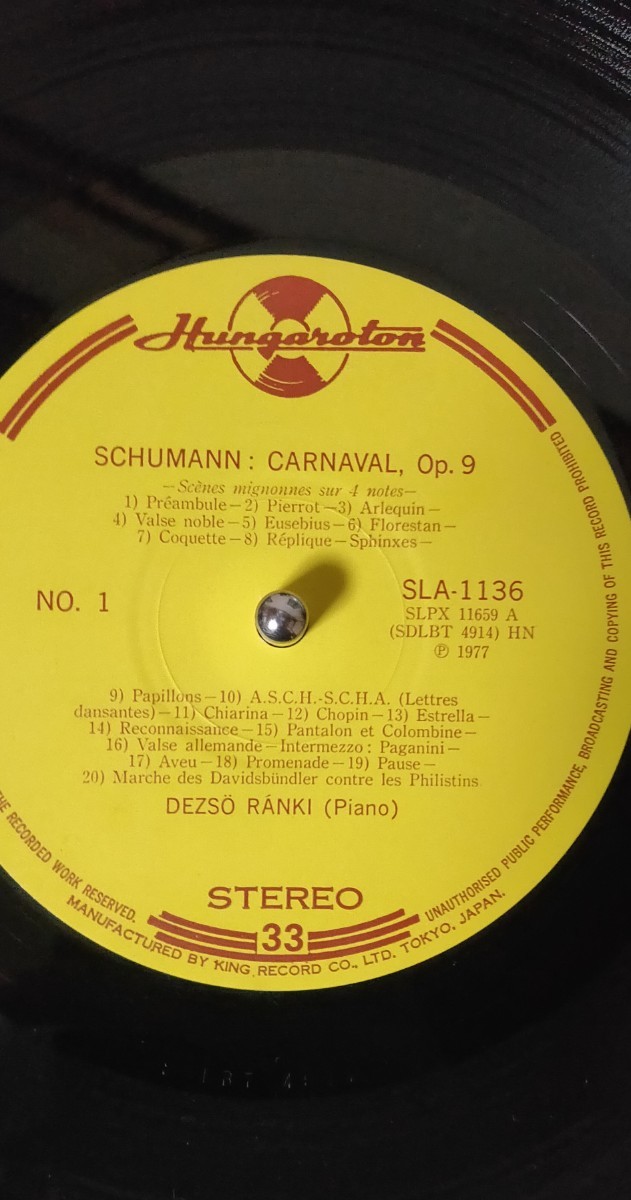 Hungaroton
SCHUMANN: CARNAVAL, Op. 9
—Scènes mignonnes sur 4 notes—
1) Préambule—2) Pierrot—3) Arlequin—
4) Valse noble—5) Eusebius—6) Florestan—
7) Coquette—8) Réplique—Sphinxes—
NO. 1
SLA-1136
SLPX 11659 A
(SDLBT 4914) HN
℗ 1977
9) Papillons—10) A.S.C.H.-S.C.H.A. (Lettres
dansantes)—11) Chiarina—12) Chopin—13) Estrella—
14) Reconnaissance—15) Pantalon et Colombine—
16) Valse allemande—Intermezzo: Paganini—
17) Aveu—18) Promenade—19) Pause—
20) Marche des Davidsbündler contre les Philistins
DEZSÖ RÁNKI (Piano)
STEREO
33
THE RECORDED WORK RESERVED.
UNAUTHORISED PUBLIC PERFORMANCE, BROADCASTING AND COPYING OF THIS RECORD PROHIBITED
MANUFACTURED BY KING RECORD CO., LTD. TOKYO, JAPAN.